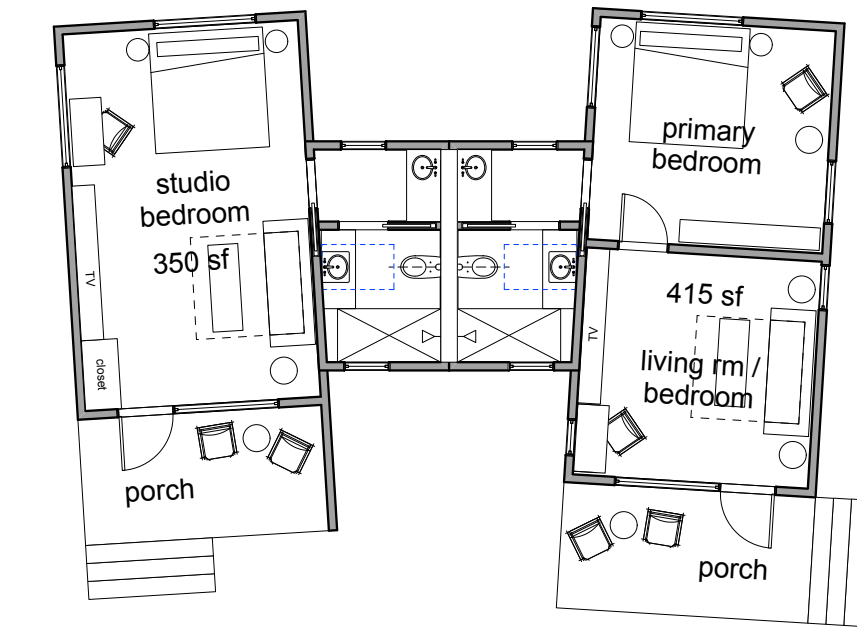 studio
bedroom
350 sf
TV
closet
porch
primary
bedroom
415 sf
TV
living rm /
bedroom
porch